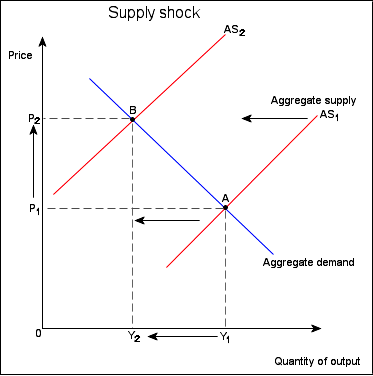 Supply shock
AS2
Price
B
Aggregate supply
P2
AS1
A
P1
Aggregate demand
0
Y2
Y1
Quantity of output